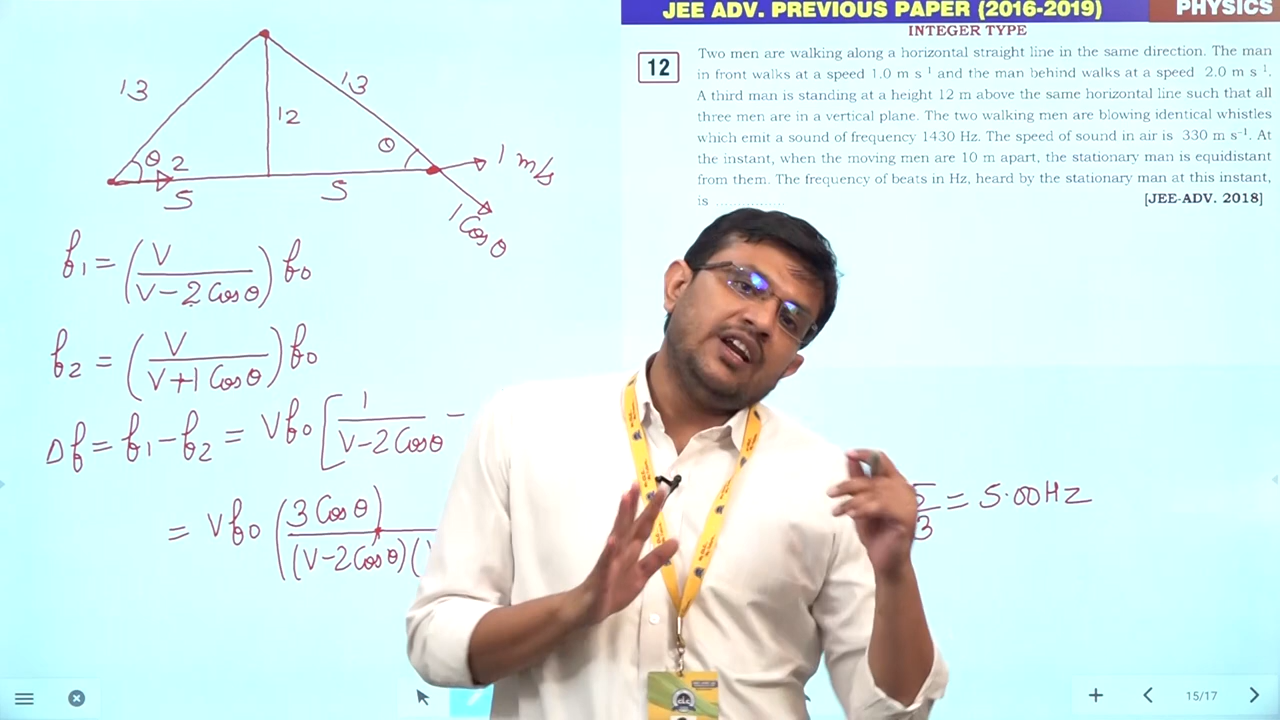 JEE ADV. PREVIOUS PAPER (2016-2019)
PHYSICS
INTEGER TYPE
12
Two men are walking along a horizontal straight line in the same direction. The man
in front walks at a speed 1.0 m s⁻¹ and the man behind walks at a speed 2.0 m s⁻¹.
A third man is standing at a height 12 m above the same horizontal line such that all
three men are in a vertical plane. The two walking men are blowing identical whistles
which emit a sound of frequency 1430 Hz. The speed of sound in air is 330 m s⁻¹. At
the instant, when the moving men are 10 m apart, the stationary man is equidistant
from them. The frequency of beats in Hz, heard by the stationary man at this instant,
is ...............
[JEE-ADV. 2018]
13
13
12
θ 2
θ
1 m/s
5
5
1 Cosθ
f₁ = (V / (V - 2 Cosθ)) f₀
f₂ = (V / (V + 1 Cosθ)) f₀
Δf = f₁ - f₂ = Vf₀ [1 / (V - 2 Cosθ) -
= Vf₀ (3 Cosθ / (V - 2 Cosθ)(
3 = 5.00 Hz
15/17